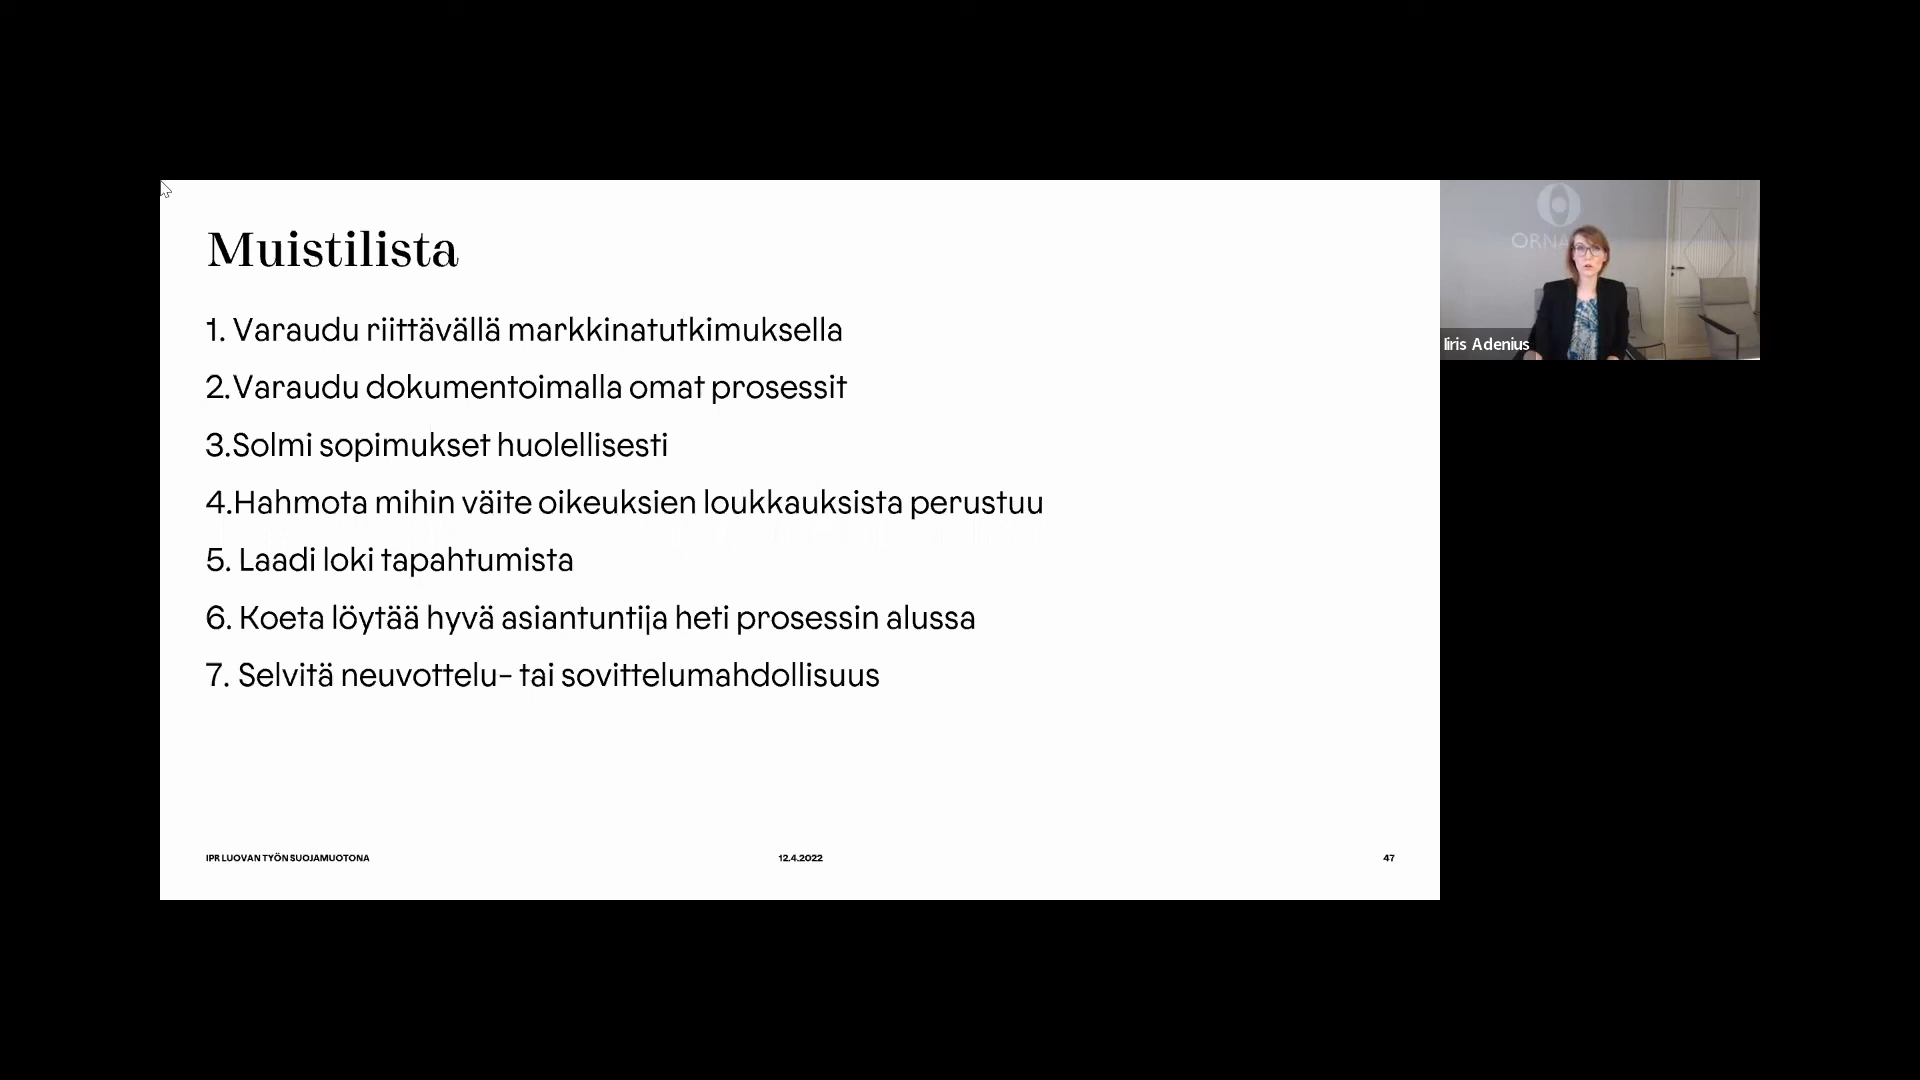 Muistilista
1. Varaudu riittävällä markkinatutkimuksella
2.Varaudu dokumentoimalla omat prosessit
3.Solmi sopimukset huolellisesti
4.Hahmota mihin väite oikeuksien loukkauksista perustuu
5. Laadi loki tapahtumista
6. Koeta löytää hyvä asiantuntija heti prosessin alussa
7. Selvitä neuvottelu- tai sovittelumahdollisuus
IPR LUOVAN TYÖN SUOJAMUOTONA
12.4.2022
47
Iiris Adenius